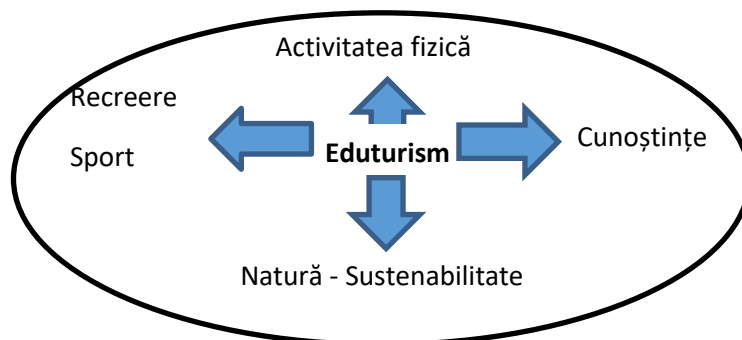 Activitatea fizică
Recreere
Sport
Eduturism
Cunoștințe
Natură - Sustenabilitate